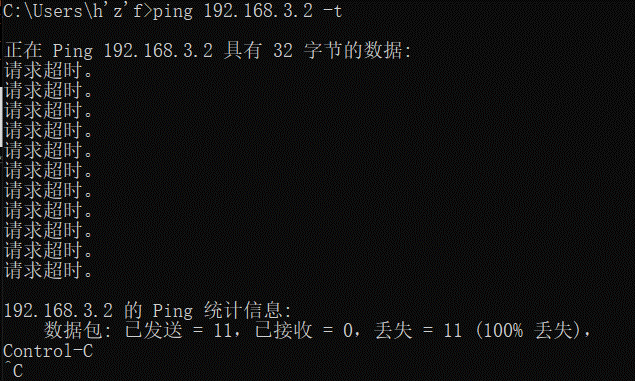 C:\Users\h'z'f>ping 192.168.3.2 -t
正在 Ping 192.168.3.2 具有 32 字节的数据:
请求超时。
请求超时。
请求超时。
请求超时。
请求超时。
请求超时。
请求超时。
请求超时。
请求超时。
请求超时。
请求超时。
192.168.3.2 的 Ping 统计信息:
    数据包: 已发送 = 11，已接收 = 0，丢失 = 11 (100% 丢失)，
Control-C
^C